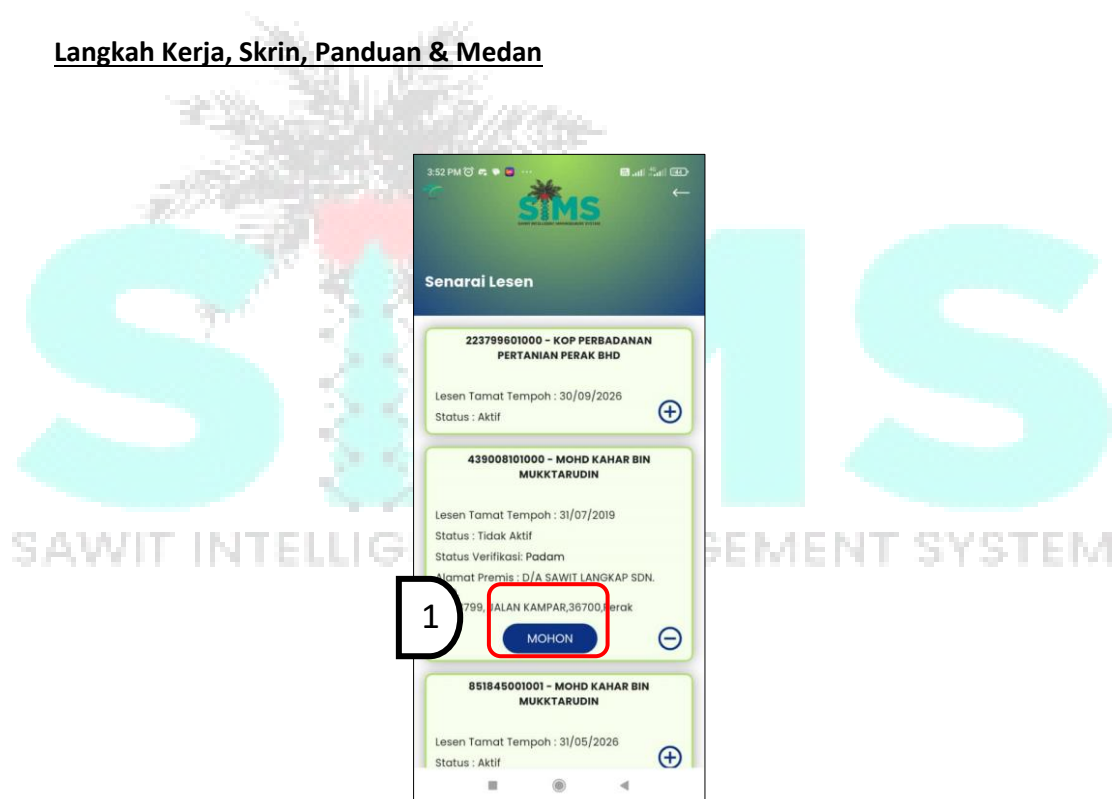 Langkah Kerja, Skrin, Panduan & Medan
3:52 PM
SIMS
Senarai Lesen
223799601000 - KOP PERBADANAN
PERTANIAN PERAK BHD
Lesen Tamat Tempoh : 30/09/2026
Status : Aktif
439008101000 - MOHD KAHAR BIN
MUKKTARUDIN
Lesen Tamat Tempoh : 31/07/2019
Status : Tidak Aktif
Status Verifikasi: Padam
Alamat Premis : D/A SAWIT LANGKAP SDN.
799, JALAN KAMPAR,36700,Perak
1
MOHON
851845001001 - MOHD KAHAR BIN
MUKKTARUDIN
Lesen Tamat Tempoh : 31/05/2026
Status : Aktif
SIMS
SAWIT INTELLIG EMENT SYSTEM